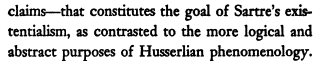 claims—that constitutes the goal of Sartre's exis-
tentialism, as contrasted to the more logical and
abstract purposes of Husserlian phenomenology.